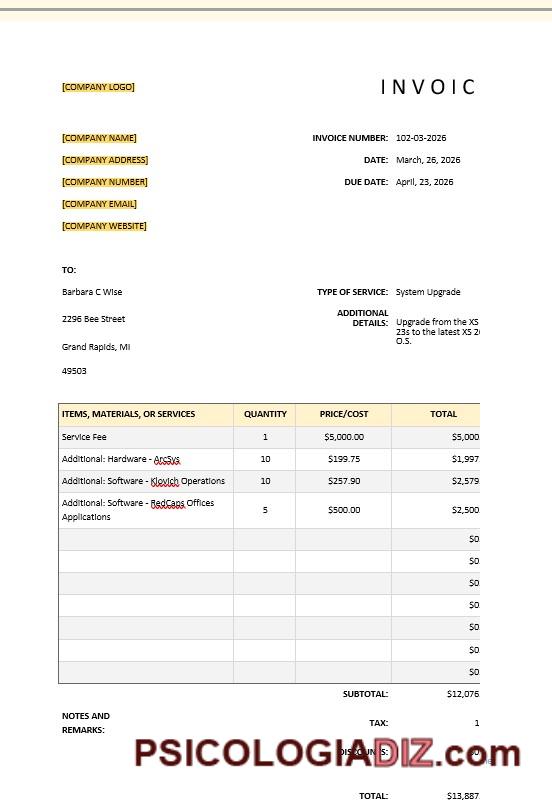 [COMPANY LOGO]
INVOIC
[COMPANY NAME]
INVOICE NUMBER: 102-03-2026
[COMPANY ADDRESS]
DATE: March, 26, 2026
[COMPANY NUMBER]
DUE DATE: April, 23, 2026
[COMPANY EMAIL]
[COMPANY WEBSITE]
TO:
Barbara C Wise
TYPE OF SERVICE: System Upgrade
2296 Bee Street
ADDITIONAL
DETAILS:
Upgrade from the XS
23s to the latest XS 2
O.S.
Grand Rapids, MI
49503
ITEMS, MATERIALS, OR SERVICES QUANTITY PRICE/COST TOTAL
Service Fee 1 $5,000.00 $5,000
Additional: Hardware - ArcSys 10 $199.75 $1,997
Additional: Software - Klovich Operations 10 $257.90 $2,579
Additional: Software - RedCaps Offices
Applications 5 $500.00 $2,500
$0
$0
$0
$0
$0
$0
$0
SUBTOTAL: $12,076
NOTES AND
REMARKS:
TAX: 1
DISCOUNTS:
PSICOLOGIADIZ.com
TOTAL: $13,887